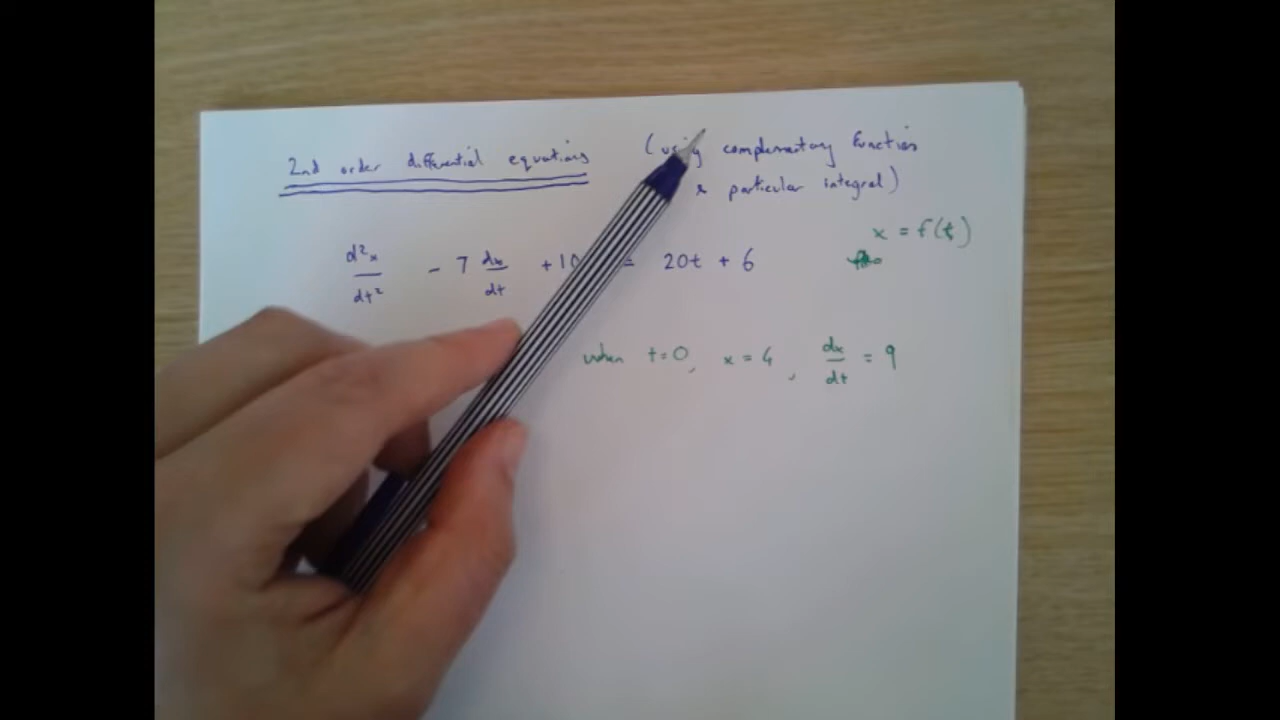 2nd order differential equations (using complementary function
& particular integral)
x = f(t)
d²x/dt² - 7 dx/dt + 10 = 20t + 6
when t=0, x = 4, dx/dt = 9